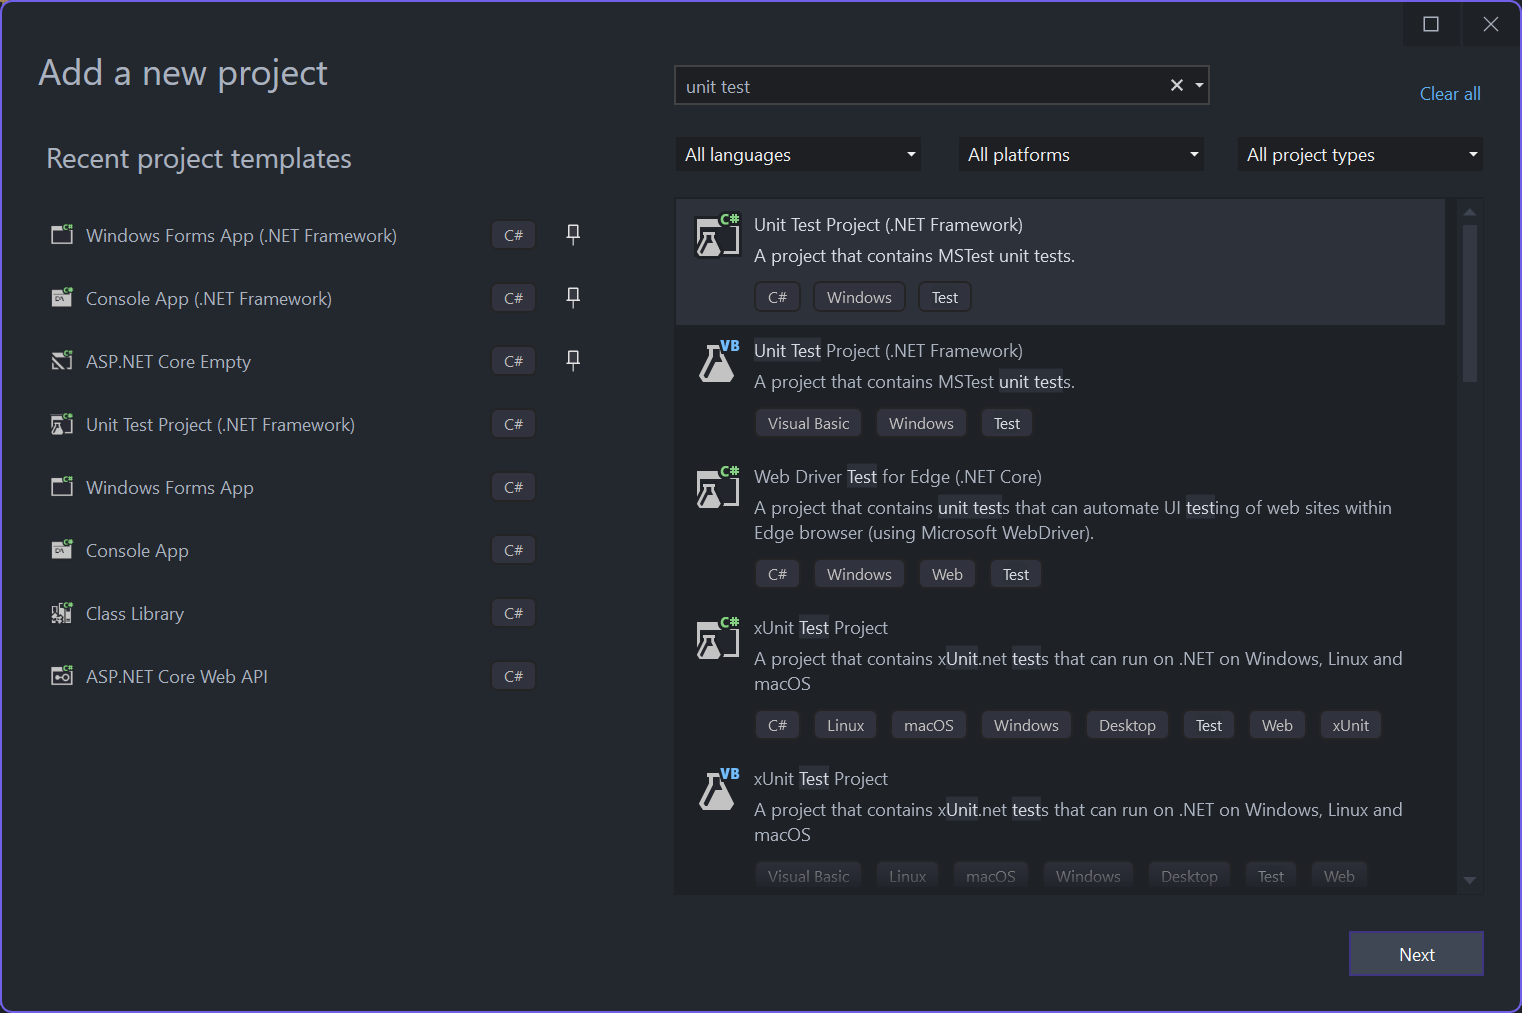 Add a new project
unit test
Clear all
Recent project templates
All languages
All platforms
All project types
Windows Forms App (.NET Framework) C#
Console App (.NET Framework) C#
ASP.NET Core Empty C#
Unit Test Project (.NET Framework) C#
Windows Forms App C#
Console App C#
Class Library C#
ASP.NET Core Web API C#
C#
Unit Test Project (.NET Framework)
A project that contains MSTest unit tests.
C# Windows Test
VB
Unit Test Project (.NET Framework)
A project that contains MSTest unit tests.
Visual Basic Windows Test
C#
Web Driver Test for Edge (.NET Core)
A project that contains unit tests that can automate UI testing of web sites within
Edge browser (using Microsoft WebDriver).
C# Windows Web Test
C#
xUnit Test Project
A project that contains xUnit.net tests that can run on .NET on Windows, Linux and
macOS
C# Linux macOS Windows Desktop Test Web xUnit
VB
xUnit Test Project
A project that contains xUnit.net tests that can run on .NET on Windows, Linux and
macOS
Visual Basic Linux macOS Windows Desktop Test Web
Next